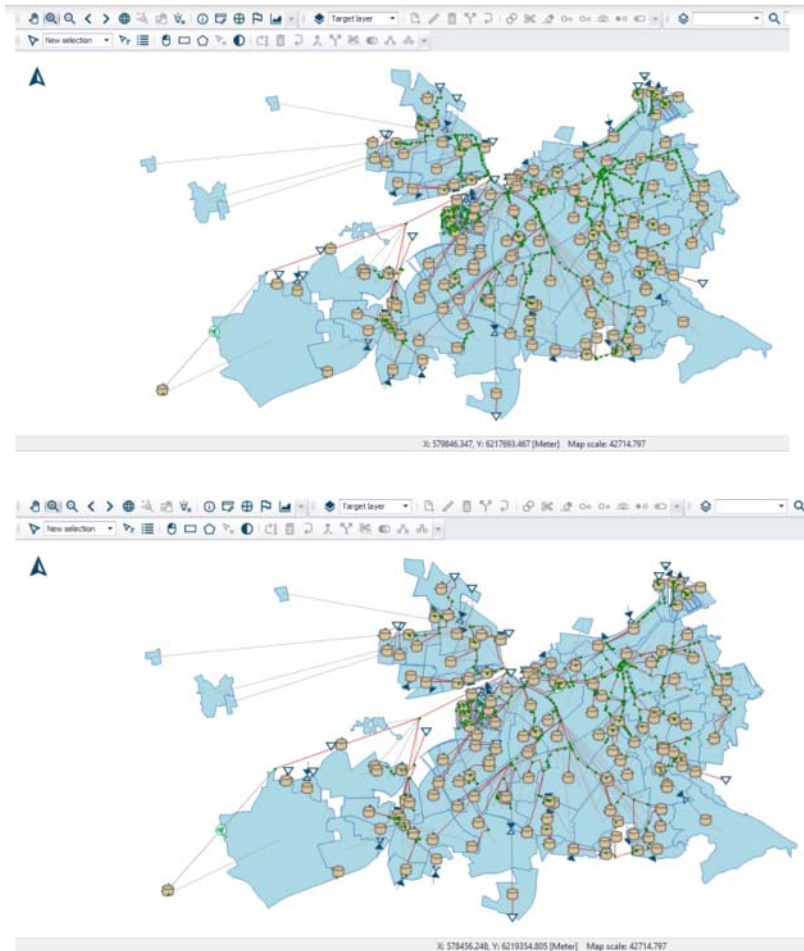 Target layer
New selection
X: 579846.347, Y: 6217693.467 [Meter] Map scale: 42714.797
Target layer
New selection
X: 578456.248, Y: 6219354.805 [Meter] Map scale: 42714.797